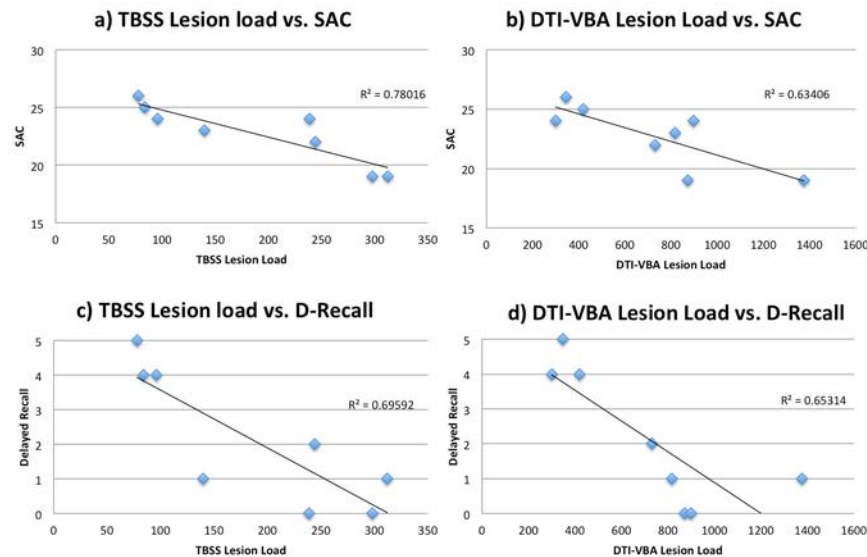 a) TBSS Lesion load vs. SAC
30
25
20
15
SAC
R² = 0.78016
0 50 100 150 200 250 300 350
TBSS Lesion Load
b) DTI-VBA Lesion Load vs. SAC
30
25
20
15
SAC
R² = 0.63406
0 200 400 600 800 1000 1200 1400 1600
DTI-VBA Lesion Load
c) TBSS Lesion load vs. D-Recall
5
4
3
2
1
0
Delayed Recall
R² = 0.69592
0 50 100 150 200 250 300 350
TBSS Lesion Load
d) DTI-VBA Lesion Load vs. D-Recall
5
4
3
2
1
0
Delayed Recall
R² = 0.65314
0 200 400 600 800 1000 1200 1400 1600
DTI-VBA Lesion Load